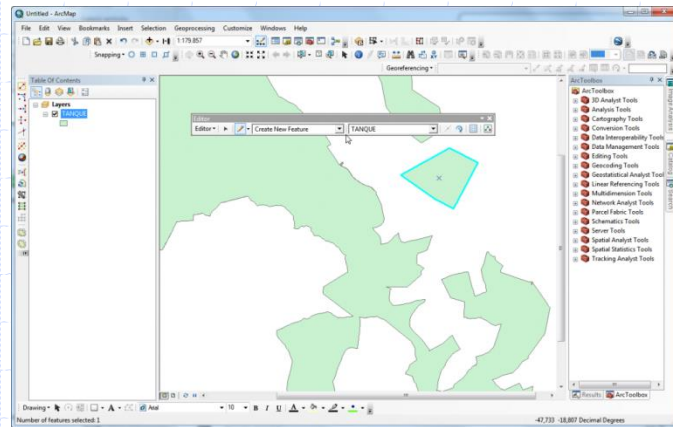 Untitled - ArcMap
File Edit View Bookmarks Insert Selection Geoprocessing Customize Windows Help
1:179.857
Snapping
Georeferencing
Table Of Contents
Layers
TANQUE
Editor
Editor Create New Feature TANQUE
ArcToolbox
ArcToolbox
3D Analyst Tools
Analysis Tools
Cartography Tools
Conversion Tools
Data Interoperability Tools
Data Management Tools
Editing Tools
Geocoding Tools
Geostatistical Analyst Tools
Linear Referencing Tools
Multidimension Tools
Network Analyst Tools
Parcel Fabric Tools
Schematics Tools
Server Tools
Spatial Analyst Tools
Spatial Statistics Tools
Tracking Analyst Tools
Image Analysis
Catalog
Search
Results ArcToolbox
Drawing A Arial 10 B I U A
Number of features selected: 1
-47,733 -18,807 Decimal Degrees